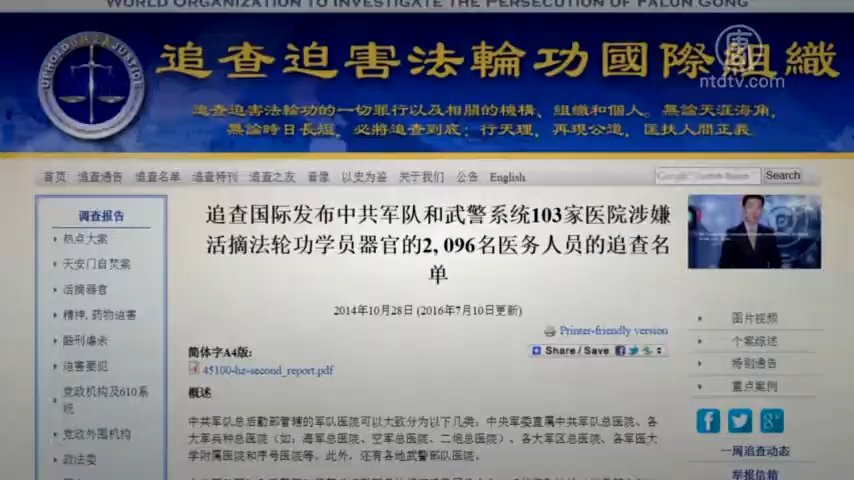 WORLD ORGANIZATION TO INVESTIGATE THE PERSECUTION OF FALUN GONG
UPHOLD JUSTICE
追查迫害法輪功國際組織
ntdtv.com
追查迫害法輪功的一切罪行以及相關的機構、組織和個人。無論天涯海角，
無論時日長短，必將追查到底；行天理，再現公道，匡扶人間正義。
首页 追查通告 追查名单 追查特刊 追查之友 音像 以史为鉴 关于我们 公告 English
Search
调查报告
热点大案
天安门自焚案
活摘器官
精神,药物迫害
酷刑虐杀
迫害要犯
党政机构及610系
统
党政外围机构
政法委
追查国际发布中共军队和武警系统103家医院涉嫌
活摘法轮功学员器官的2,096名医务人员的追查名
单
2014年10月28日 (2016年7月10日更新)
Printer-friendly version
Share / Save
简体字A4版:
45100-hz-second_report.pdf
概述
中共军队总后勤部管辖的军队医院可以大致分为以下几类：中央军委直属中共军队总医院、各
大军兵种总医院（如：海军总医院、空军总医院、二炮总医院）、各大军区总医院、各军医大
学附属医院和序号医院等。此外，还有各地武警部队医院。
图片视频
个案综述
特别通告
重点案例
一周追查动态
举报信箱